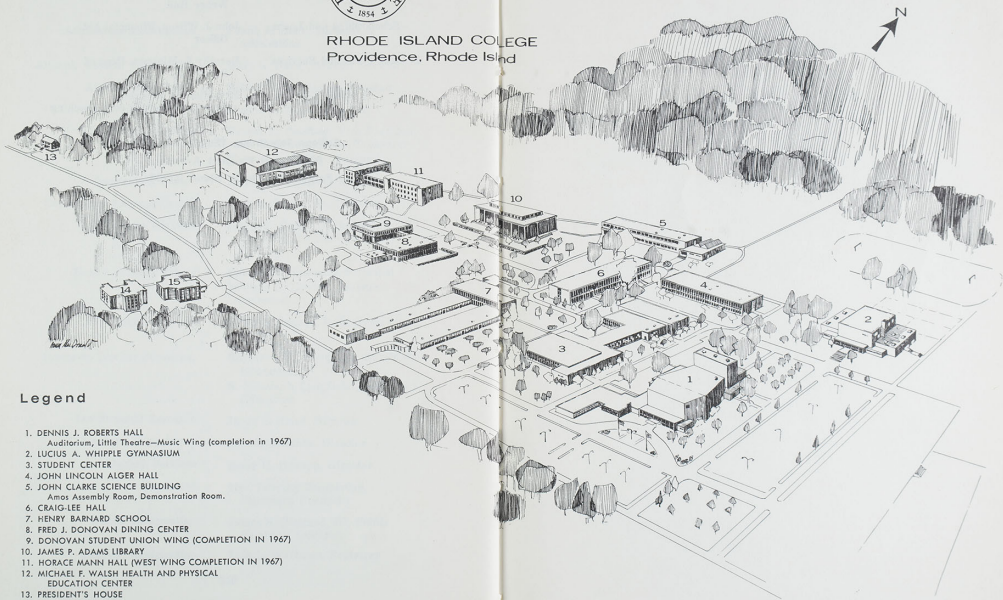 1854
N
RHODE ISLAND COLLEGE
Providence, Rhode Island
13
12
11
10
5
9
8
6
7
4
14
15
2
3
1
Legend
1. DENNIS J. ROBERTS HALL
Auditorium, Little Theatre—Music Wing (completion in 1967)
2. LUCIUS A. WHIPPLE GYMNASIUM
3. STUDENT CENTER
4. JOHN LINCOLN ALGER HALL
5. JOHN CLARKE SCIENCE BUILDING
Amos Assembly Room, Demonstration Room.
6. CRAIG-LEE HALL
7. HENRY BARNARD SCHOOL
8. FRED J. DONOVAN DINING CENTER
9. DONOVAN STUDENT UNION WING (COMPLETION IN 1967)
10. JAMES P. ADAMS LIBRARY
11. HORACE MANN HALL (WEST WING COMPLETION IN 1967)
12. MICHAEL F. WALSH HEALTH AND PHYSICAL
EDUCATION CENTER
13. PRESIDENT'S HOUSE